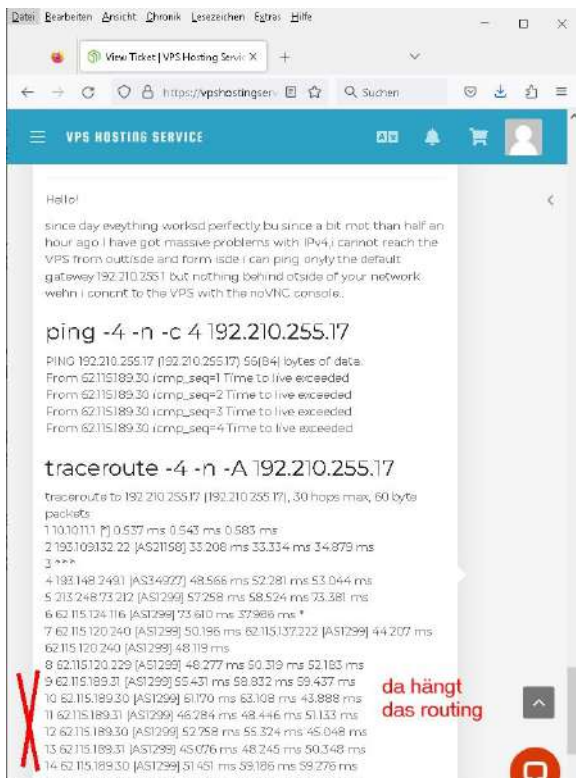 Datei Bearbeiten Ansicht Chronik Lesezeichen Extras Hilfe
View Ticket | VPS Hosting Servic
https://vpshostingserv
Suchen
VPS HOSTING SERVICE
Hello!
since day eveything worksd perfectly bu since a bit mot than half an
hour ago I have got massive problems with IPv4,i cannot reach the
VPS from outtisde and form isde i can ping onyly the default
gatewey 192.210.255.1 but nothing behind otside of your network
wehn i concnt to the VPS with the noVNC console..
ping -4 -n -c 4 192.210.255.17
PING 192.210.255.17 (192.210.255.17) 56(84) bytes of data.
From 62.115.189.30 icmp_seq=1 Time to live exceeded
From 62.115.189.30 icmp_seq=2 Time to live exceeded
From 62.115.189.30 icmp_seq=3 Time to live exceeded
From 62.115.189.30 icmp_seq=4 Time to live exceeded
traceroute -4 -n -A 192.210.255.17
traceroute to 192.210.255.17 (192.210.255.17), 30 hops max, 60 byte
packets
1 10.10.11.1 [*] 0.537 ms 0.543 ms 0.583 ms
2 193.109.132.22 [AS21158] 33.208 ms 33.334 ms 34.879 ms
3 * * *
4 193.148.249.1 [AS34927] 48.566 ms 52.281 ms 53.044 ms
5 213.248.73.212 [AS1299] 57.258 ms 58.524 ms 73.381 ms
6 62.115.124.116 [AS1299] 73.610 ms 37.986 ms *
7 62.115.120.240 [AS1299] 50.196 ms 62.115.137.222 [AS1299] 44.207 ms
62.115.120.240 [AS1299] 48.119 ms
8 62.115.120.229 [AS1299] 48.277 ms 50.319 ms 52.183 ms
9 62.115.189.31 [AS1299] 55.431 ms 58.832 ms 59.437 ms
10 62.115.189.30 [AS1299] 61.170 ms 63.108 ms 43.888 ms
11 62.115.189.31 [AS1299] 46.284 ms 48.446 ms 51.133 ms
12 62.115.189.30 [AS1299] 52.758 ms 55.324 ms 45.048 ms
13 62.115.189.31 [AS1299] 45.076 ms 48.245 ms 50.348 ms
14 62.115.189.30 [AS1299] 51.451 ms 59.186 ms 59.276 ms
da hängt
das routing